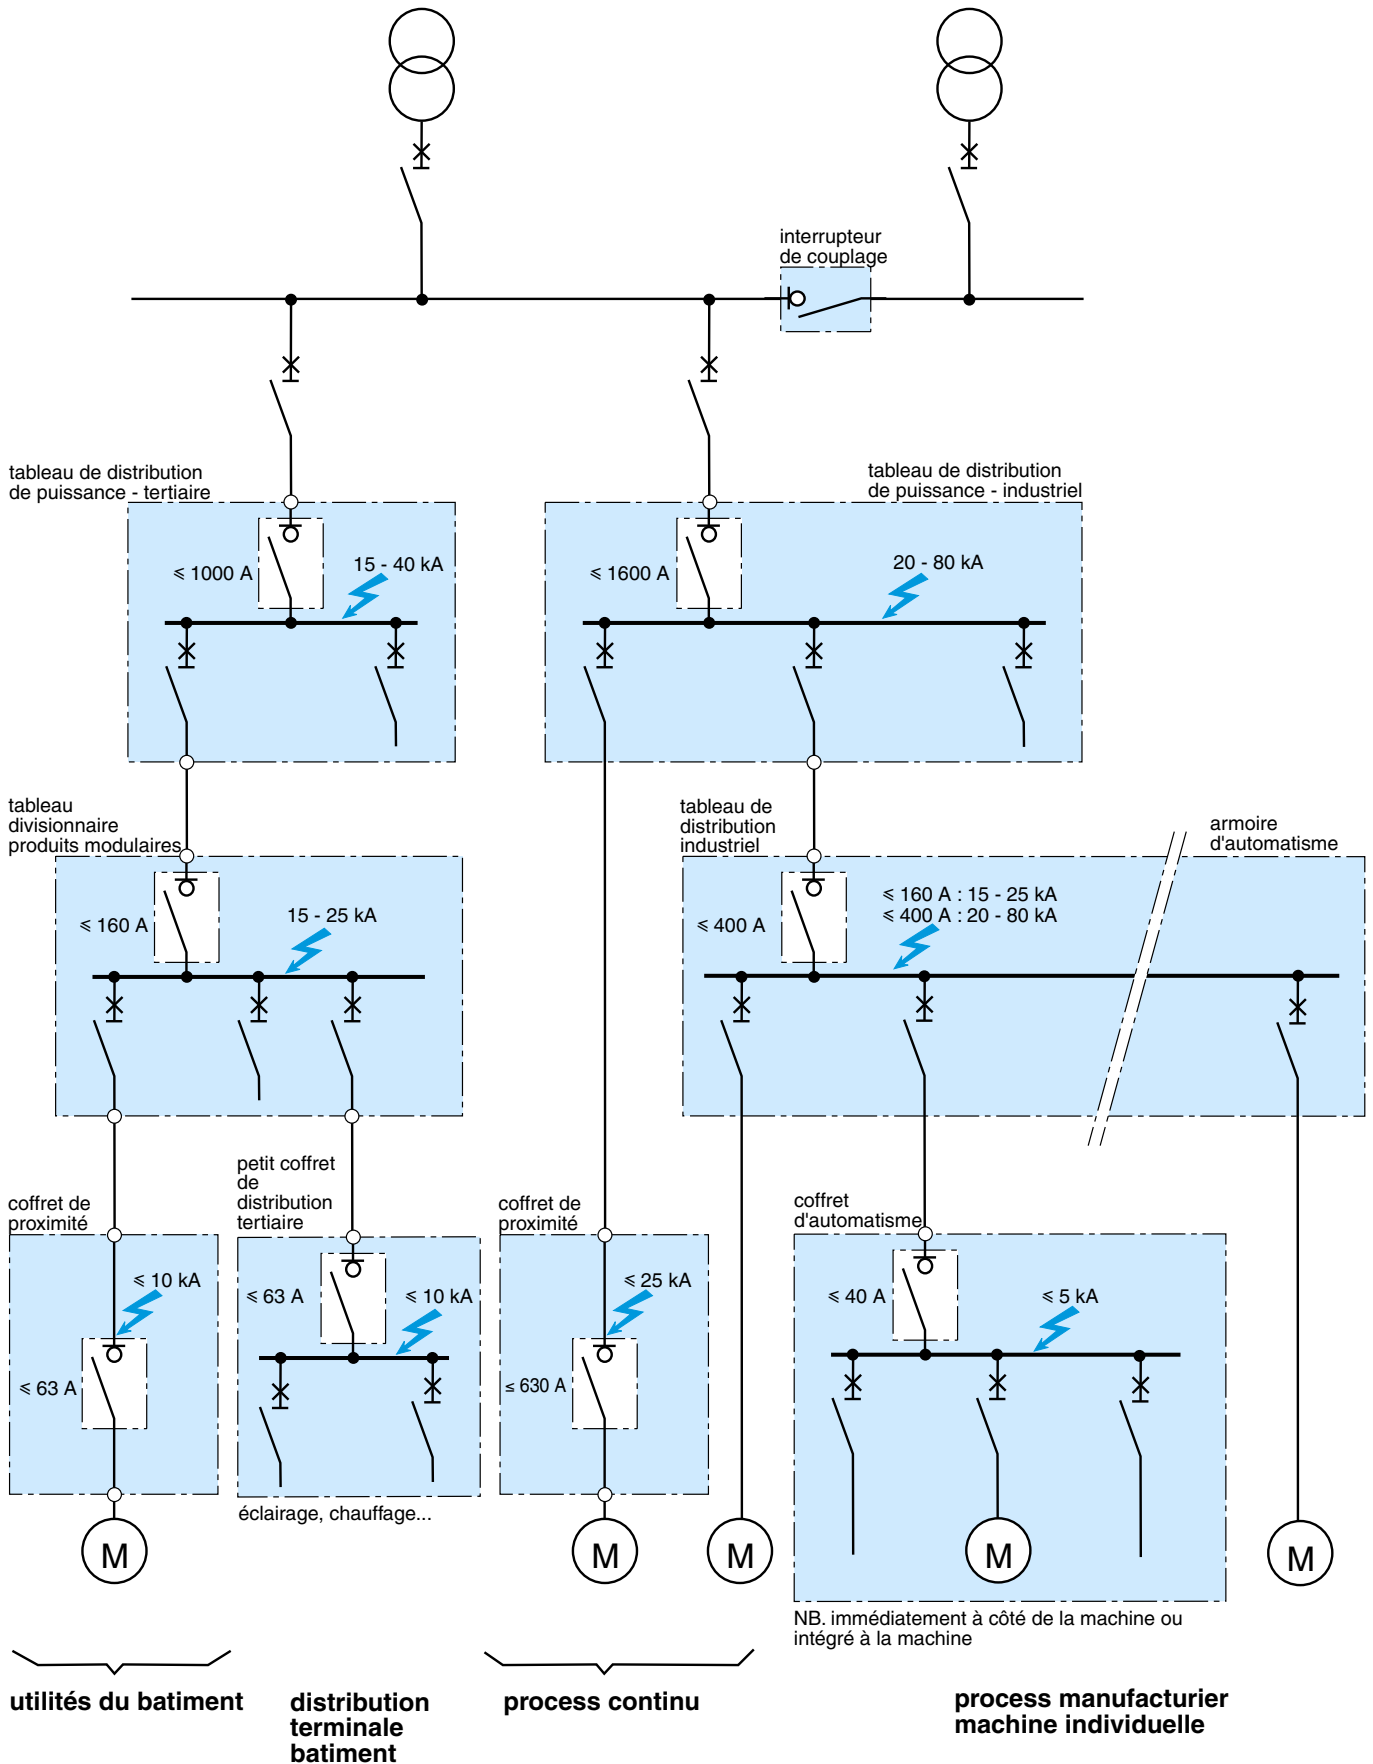 interrupteur
de couplage
tableau de distribution
de puissance - tertiaire
tableau de distribution
de puissance - industriel
≤ 1000 A
15 - 40 kA
≤ 1600 A
20 - 80 kA
tableau
divisionnaire
produits modulaires
tableau de
distribution
industriel
armoire
d'automatisme
≤ 160 A
15 - 25 kA
≤ 400 A
≤ 160 A : 15 - 25 kA
≤ 400 A : 20 - 80 kA
coffret de
proximité
petit coffret
de
distribution
tertiaire
coffret de
proximité
coffret
d'automatisme
≤ 10 kA
≤ 63 A
≤ 63 A
≤ 10 kA
≤ 25 kA
≤ 630 A
≤ 40 A
≤ 5 kA
éclairage, chauffage...
M
M
M
M
M
NB. immédiatement à côté de la machine ou
intégré à la machine
utilités du batiment
distribution
terminale
batiment
process continu
process manufacturier
machine individuelle